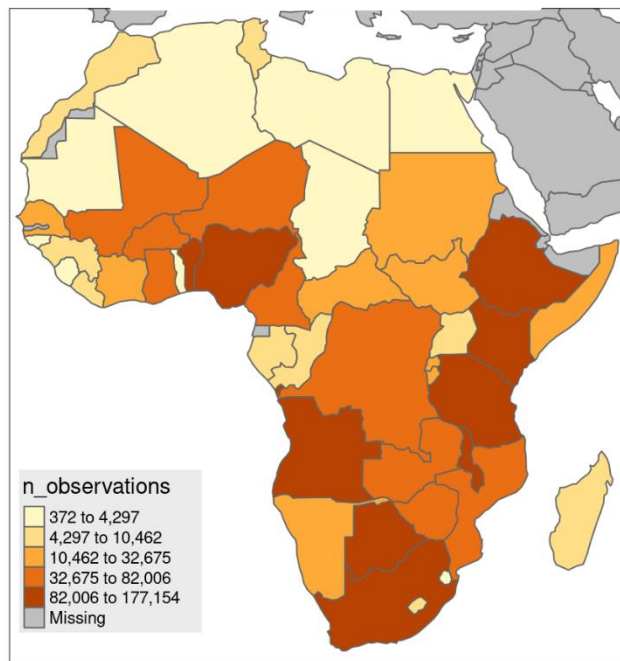 n_observations
372 to 4,297
4,297 to 10,462
10,462 to 32,675
32,675 to 82,006
82,006 to 177,154
Missing